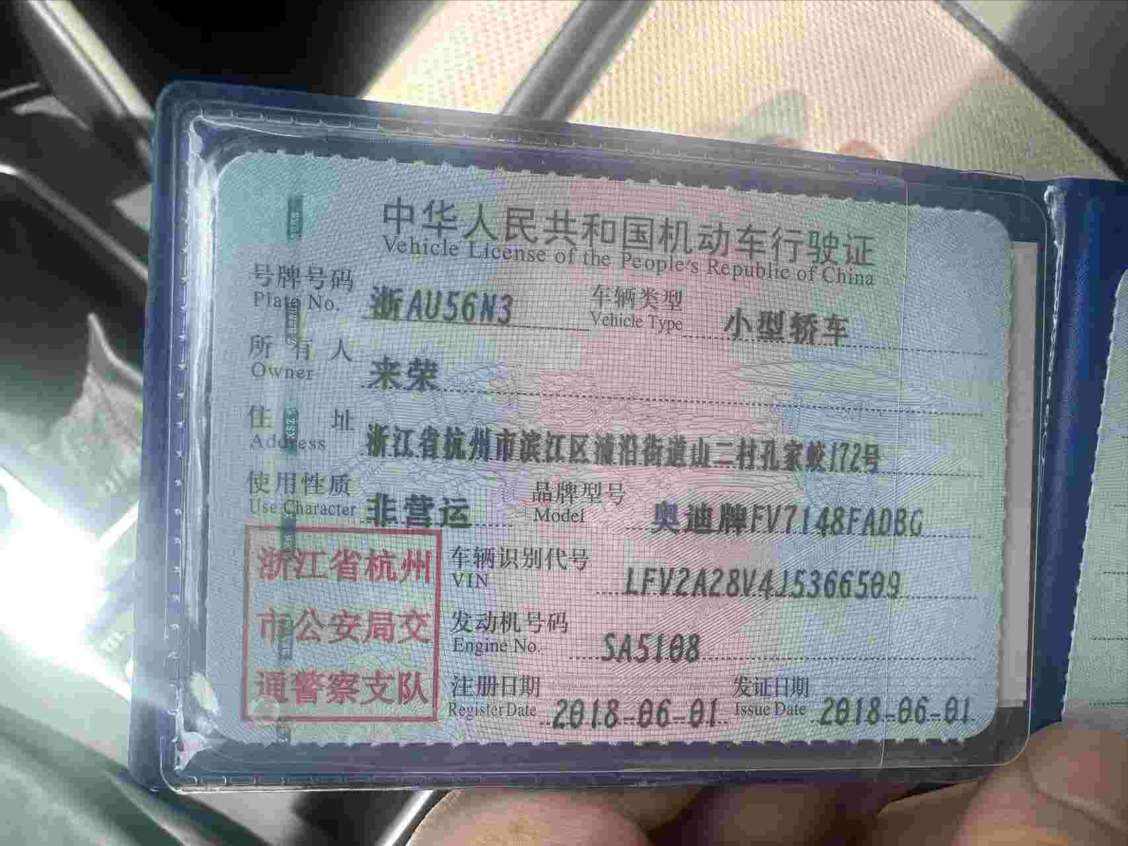 中华人民共和国机动车行驶证
Vehicle License of the People's Republic of China
号牌号码 浙AU56N3 车辆类型 小型轿车
Plate No. Vehicle Type
所有人 来荣
Owner
住址 浙江省杭州市滨江区浦沿街道山二村孔家埭172号
Address
使用性质 非营运 品牌型号 奥迪牌FV7148FADBG
Use Character Model
浙江省杭州
市公安局交
通警察支队
车辆识别代号 LFV2A28V4J5366509
VIN
发动机号码 SA5108
Engine No.
注册日期 2018-06-01 发证日期 2018-06-01
Register Date Issue Date